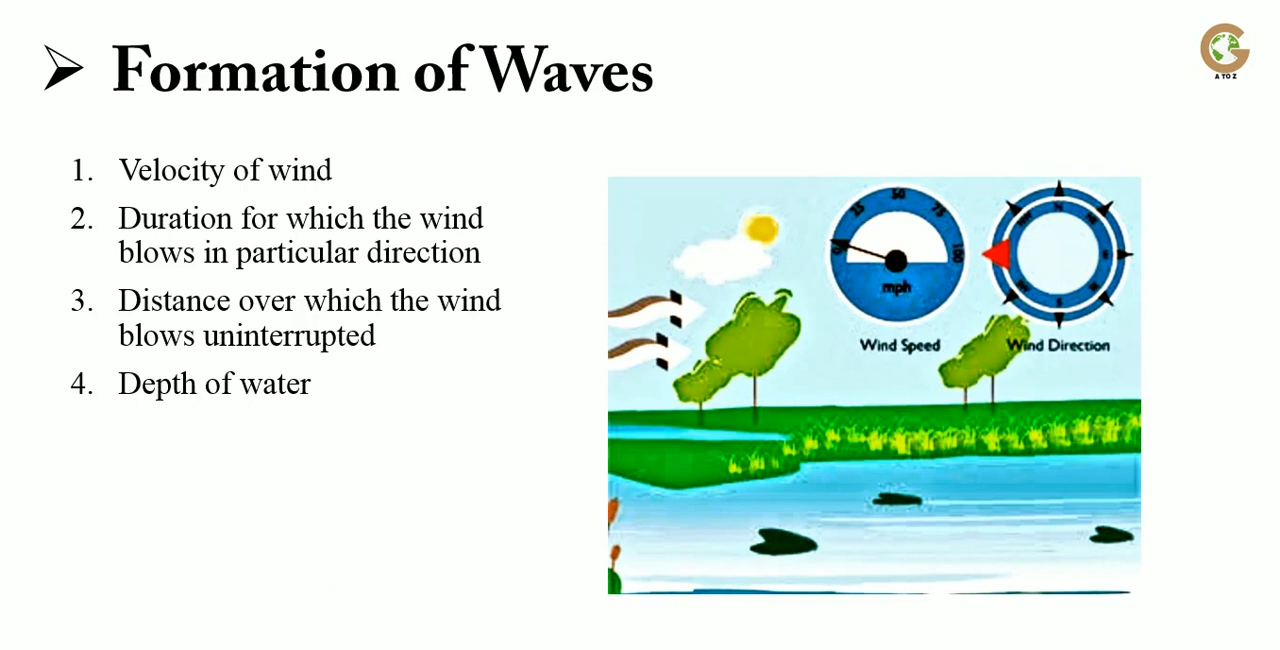 Formation of Waves
A TO Z
1. Velocity of wind
2. Duration for which the wind
blows in particular direction
3. Distance over which the wind
blows uninterrupted
4. Depth of water
25
50
75
100
mph
N
S
Wind Speed
Wind Direction